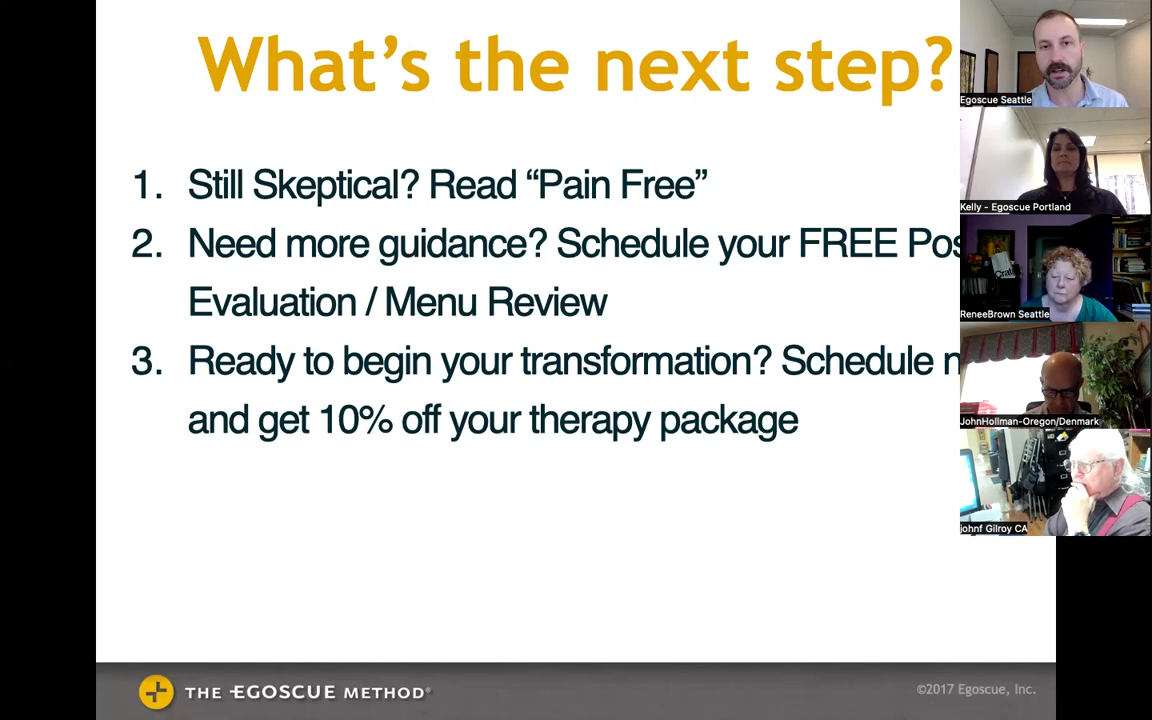 What's the next step?
1. Still Skeptical? Read “Pain Free”
2. Need more guidance? Schedule your FREE Pos
Evaluation / Menu Review
3. Ready to begin your transformation? Schedule n
and get 10% off your therapy package
THE EGOSCUE METHOD®
©2017 Egoscue, Inc.
Egoscue Seattle
Kelly - Egoscue Portland
ReneeBrown Seattle
JohnHollman-Oregon/Denmark
johnf Gilroy CA